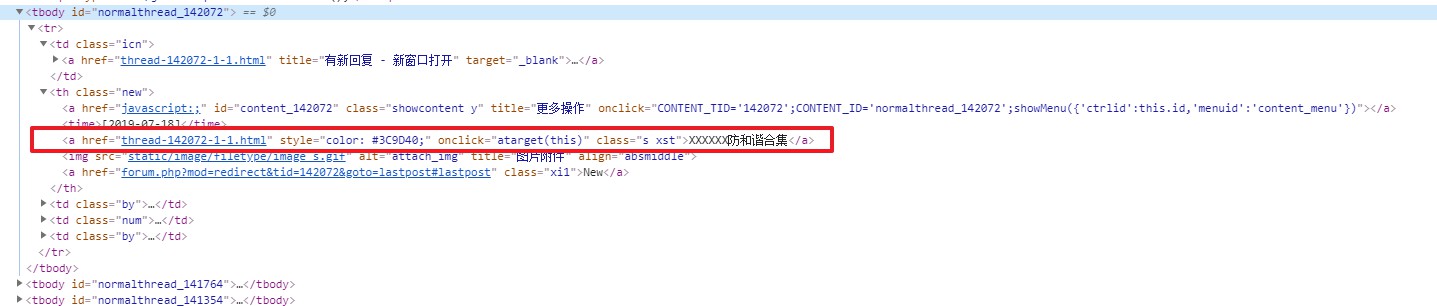 <tbody id="normalthread_142072"> == $0
<tr>
<td class="icn">
<a href="thread-142072-1-1.html" title="有新回复 - 新窗口打开" target="_blank">…</a>
</td>
<th class="new">
<a href="javascript:;" id="content_142072" class="showcontent y" title="更多操作" onclick="CONTENT_TID='142072';CONTENT_ID='normalthread_142072';showMenu({'ctrlid':this.id,'menuid':'content_menu'})"></a>
<time>[2019-07-18]</time>
<a href="thread-142072-1-1.html" style="color: #3C9D40;" onclick="atarget(this)" class="s xst">XXXXXX防和谐合集</a>
<img src="static/image/filetype/image_s.gif" alt="attach_img" title="图片附件" align="absmiddle">
<a href="forum.php?mod=redirect&tid=142072&goto=lastpost#lastpost" class="xi1">New</a>
</th>
<td class="by">…</td>
<td class="num">…</td>
<td class="by">…</td>
</tr>
</tbody>
<tbody id="normalthread_141764">…</tbody>
<tbody id="normalthread_141354">…</tbody>